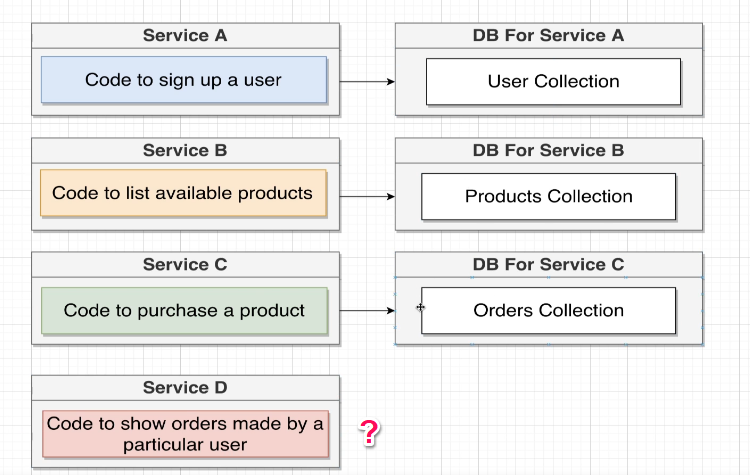 Service A
DB For Service A
Code to sign up a user
User Collection
Service B
DB For Service B
Code to list available products
Products Collection
Service C
DB For Service C
Code to purchase a product
Orders Collection
Service D
Code to show orders made by a
particular user
?